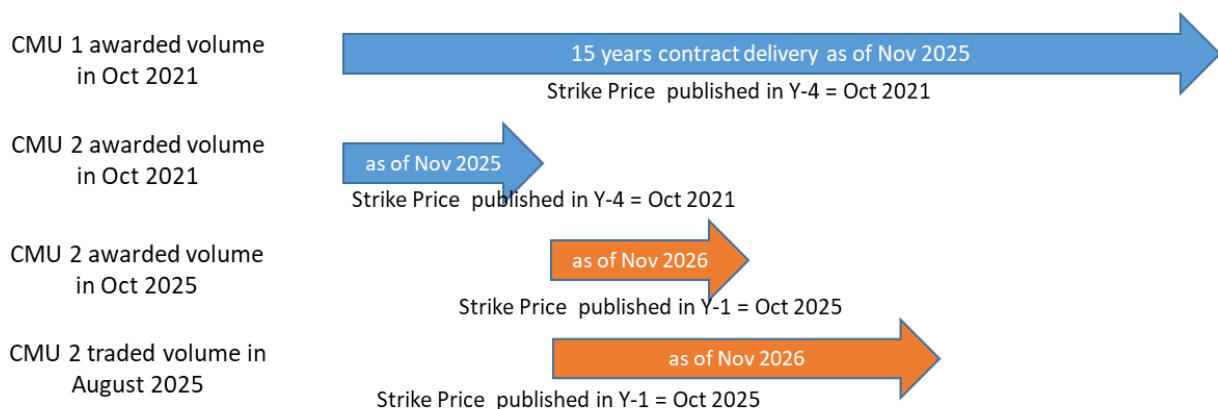 CMU 1 awarded volume
in Oct 2021
15 years contract delivery as of Nov 2025
Strike Price published in Y-4 = Oct 2021
CMU 2 awarded volume
in Oct 2021
as of Nov 2025
Strike Price published in Y-4 = Oct 2021
CMU 2 awarded volume
in Oct 2025
as of Nov 2026
Strike Price published in Y-1 = Oct 2025
CMU 2 traded volume in
August 2025
as of Nov 2026
Strike Price published in Y-1 = Oct 2025